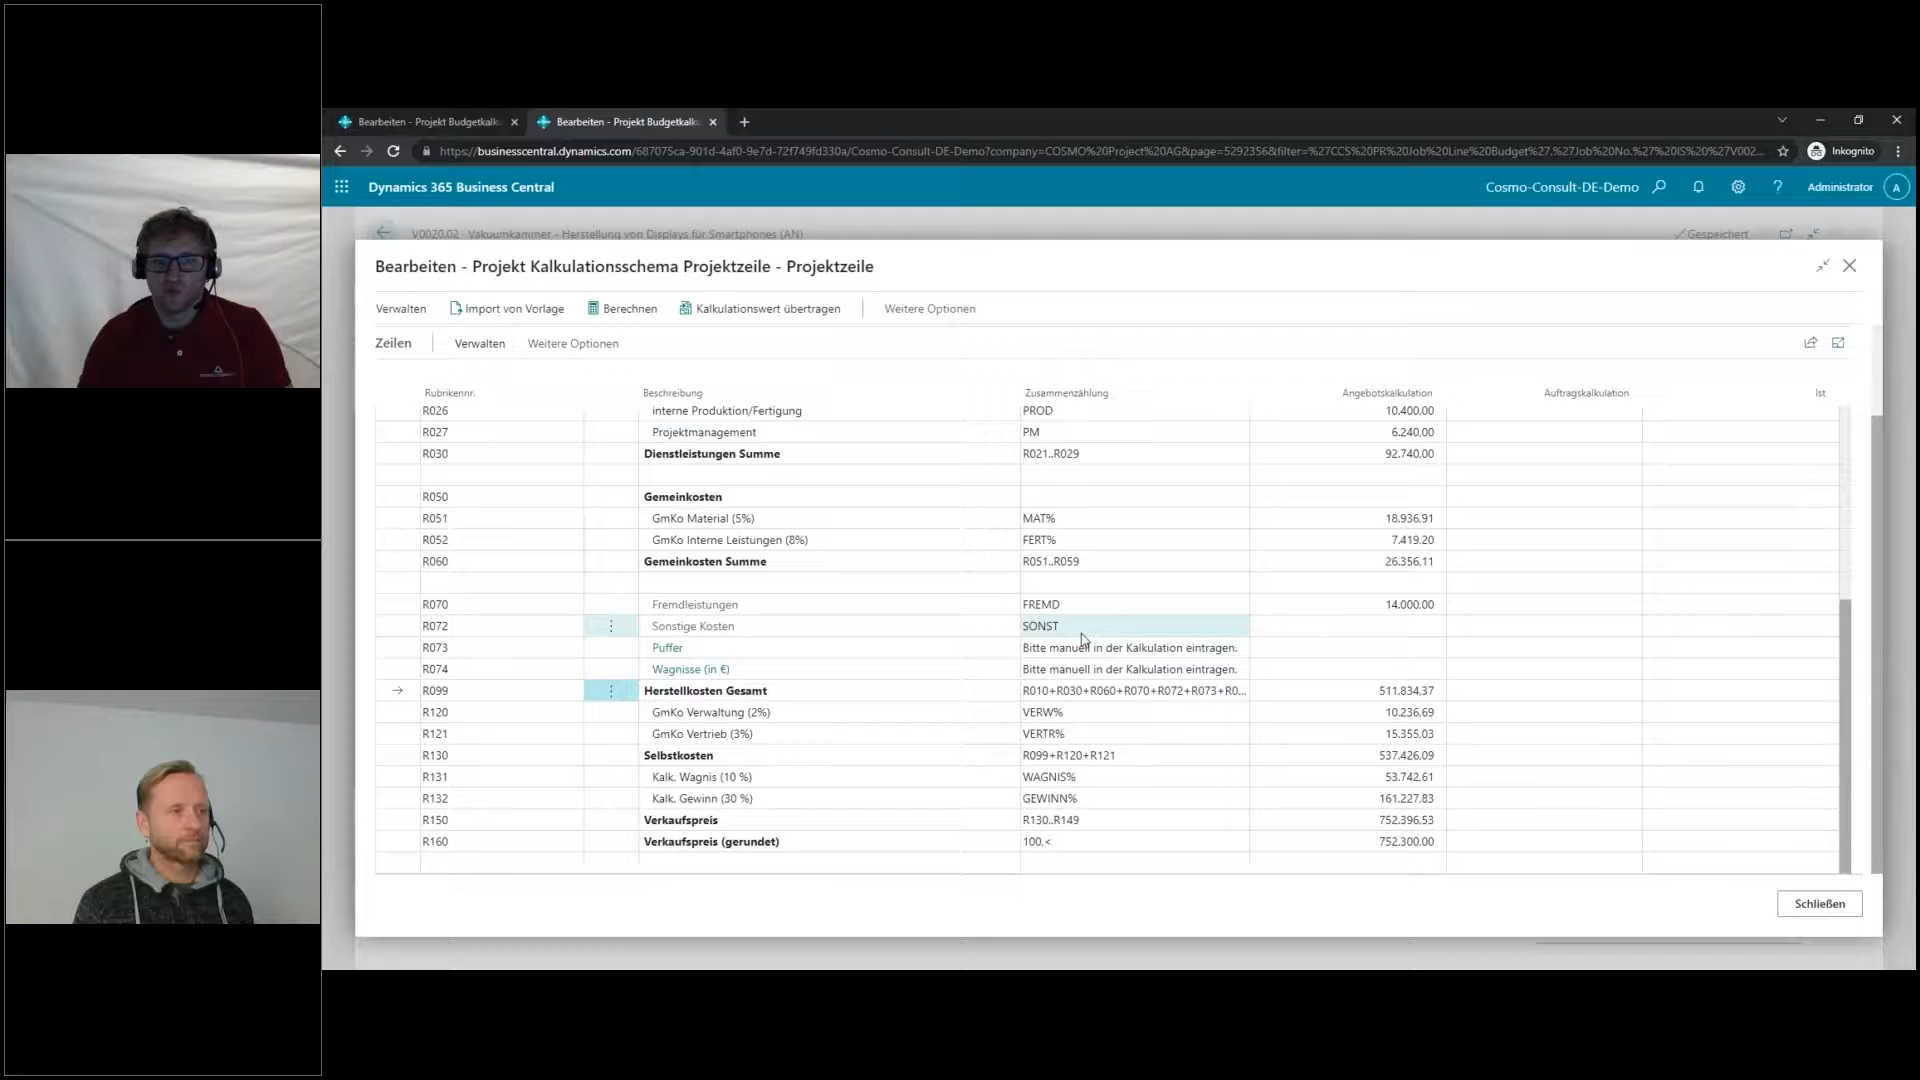 Bearbeiten - Projekt Budgetkalk
Bearbeiten - Projekt Budgetkalk
https://businesscentral.dynamics.com/687075ca-901d-4af0-9e7d-72f749fd330a/Cosmo-Consult-DE-Demo?company=COSMO%20Project%20AG&page=5292356&filter=%27CCS%20PR%20Job%20Line%20Budget%27.%27Job%20No.%27%20IS%20%27V002...
Inkognito
Dynamics 365 Business Central
Cosmo-Consult-DE-Demo
?
Administrator
A
V0020.02 · Vakuumkammer - Herstellung von Displays für Smartphones (AN)
Gespeichert
Bearbeiten - Projekt Kalkulationsschema Projektzeile - Projektzeile
Verwalten Import von Vorlage Berechnen Kalkulationswert übertragen Weitere Optionen
Zeilen Verwalten Weitere Optionen
Rubrikennr. Beschreibung Zusammenzählung Angebotskalkulation Auftragskalkulation Ist
R026 interne Produktion/Fertigung PROD 10.400,00
R027 Projektmanagement PM 6.240,00
R030 Dienstleistungen Summe R021..R029 92.740,00
R050 Gemeinkosten
R051 GmKo Material (5%) MAT% 18.936,91
R052 GmKo Interne Leistungen (8%) FERT% 7.419,20
R060 Gemeinkosten Summe R051..R059 26.356,11
R070 Fremdleistungen FREMD 14.000,00
R072 Sonstige Kosten SONST
R073 Puffer Bitte manuell in der Kalkulation eintragen.
R074 Wagnisse (in €) Bitte manuell in der Kalkulation eintragen.
R099 Herstellkosten Gesamt R010+R030+R060+R070+R072+R073+R0... 511.834,37
R120 GmKo Verwaltung (2%) VERW% 10.236,69
R121 GmKo Vertrieb (3%) VERTR% 15.355,03
R130 Selbstkosten R099+R120+R121 537.426,09
R131 Kalk. Wagnis (10 %) WAGNIS% 53.742,61
R132 Kalk. Gewinn (30 %) GEWINN% 161.227,83
R150 Verkaufspreis R130..R149 752.396,53
R160 Verkaufspreis (gerundet) 100,< 752.300,00
Schließen